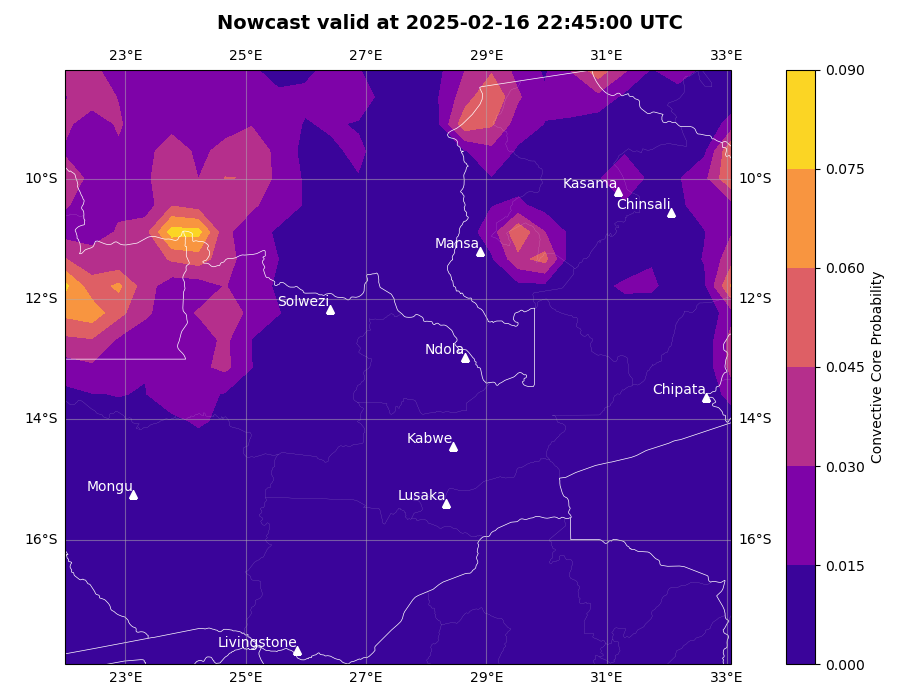 Nowcast valid at 2025-02-16 22:45:00 UTC
23°E 25°E 27°E 29°E 31°E 33°E
0.090
0.075
10°S Kasama 10°S
Chinsali
Mansa
0.060
12°S Solwezi 12°S
Ndola
0.045
Chipata
14°S 14°S
Kabwe
0.030
Mongu
Lusaka
16°S 16°S
0.015
Livingstone
0.000
23°E 25°E 27°E 29°E 31°E 33°E
Convective Core Probability